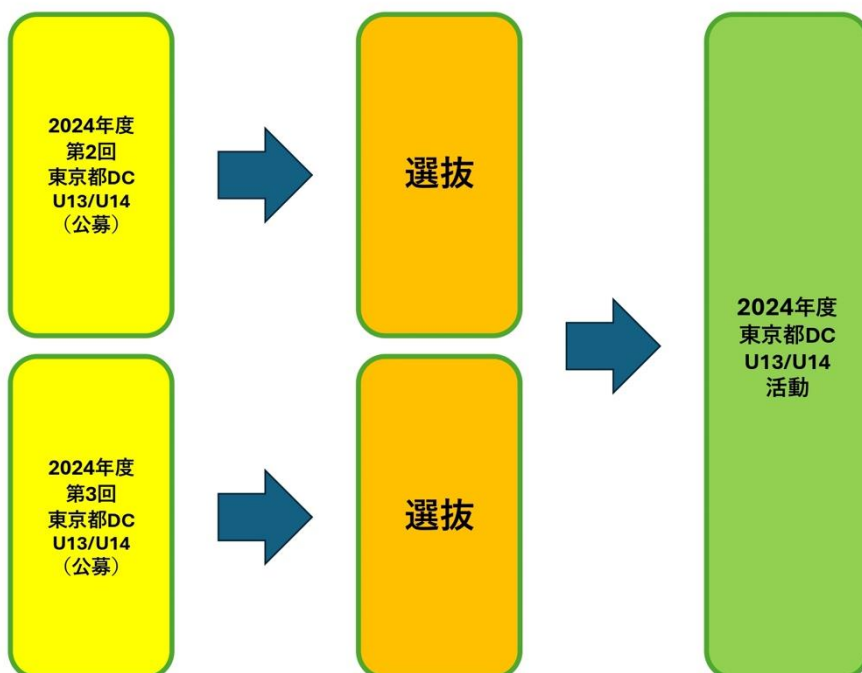 2024年度
第2回
東京都DC
U13/U14
（公募）
選抜
2024年度
第3回
東京都DC
U13/U14
（公募）
選抜
2024年度
東京都DC
U13/U14
活動